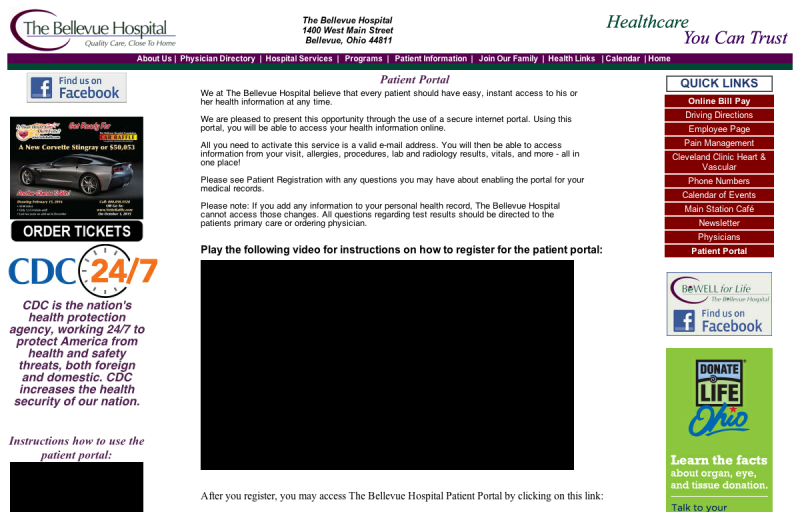 The Bellevue Hospital
Quality Care, Close To Home
The Bellevue Hospital
1400 West Main Street
Bellevue, Ohio 44811
Healthcare
You Can Trust
About Us | Physician Directory | Hospital Services | Programs | Patient Information | Join Our Family | Health Links | Calendar | Home
Find us on
Facebook
Get Ready For
CAR RAFFLE
A New Corvette Stingray or $50,053
ORDER TICKETS
CDC 24/7
CDC is the nation's
health protection
agency, working 24/7 to
protect America from
health and safety
threats, both foreign
and domestic. CDC
increases the health
security of our nation.
Instructions how to use the
patient portal:
Patient Portal
We at The Bellevue Hospital believe that every patient should have easy, instant access to his or
her health information at any time.
We are pleased to present this opportunity through the use of a secure internet portal. Using this
portal, you will be able to access your health information online.
All you need to activate this service is a valid e-mail address. You will then be able to access
information from your visit, allergies, procedures, lab and radiology results, vitals, and more - all in
one place!
Please see Patient Registration with any questions you may have about enabling the portal for your
medical records.
Please note: If you add any information to your personal health record, The Bellevue Hospital
cannot access those changes. All questions regarding test results should be directed to the
patients primary care or ordering physician.
Play the following video for instructions on how to register for the patient portal:
After you register, you may access The Bellevue Hospital Patient Portal by clicking on this link:
QUICK LINKS
Online Bill Pay
Driving Directions
Employee Page
Pain Management
Cleveland Clinic Heart &
Vascular
Phone Numbers
Calendar of Events
Main Station Café
Newsletter
Physicians
Patient Portal
BeWELL for Life
The Bellevue Hospital
Find us on
Facebook
DONATE
LIFE
Ohio
Learn the facts
about organ, eye,
and tissue donation.
Talk to your